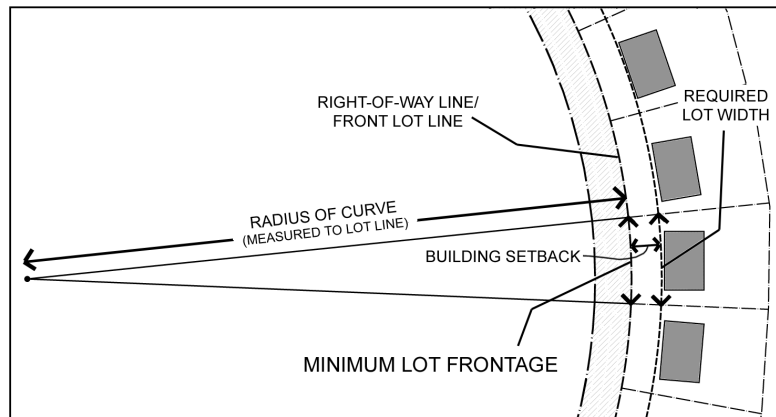 RIGHT-OF-WAY LINE/
FRONT LOT LINE
REQUIRED
LOT WIDTH
RADIUS OF CURVE
(MEASURED TO LOT LINE)
BUILDING SETBACK
MINIMUM LOT FRONTAGE